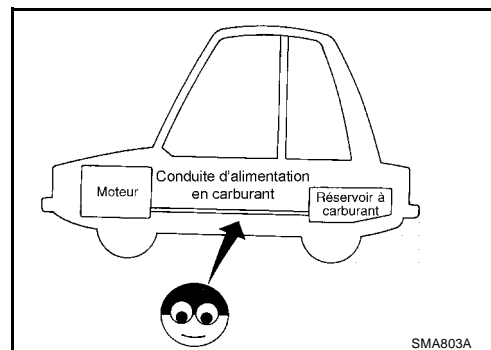 Conduite d'alimentation
en carburant
Moteur
Réservoir à
carburant
SMA803A